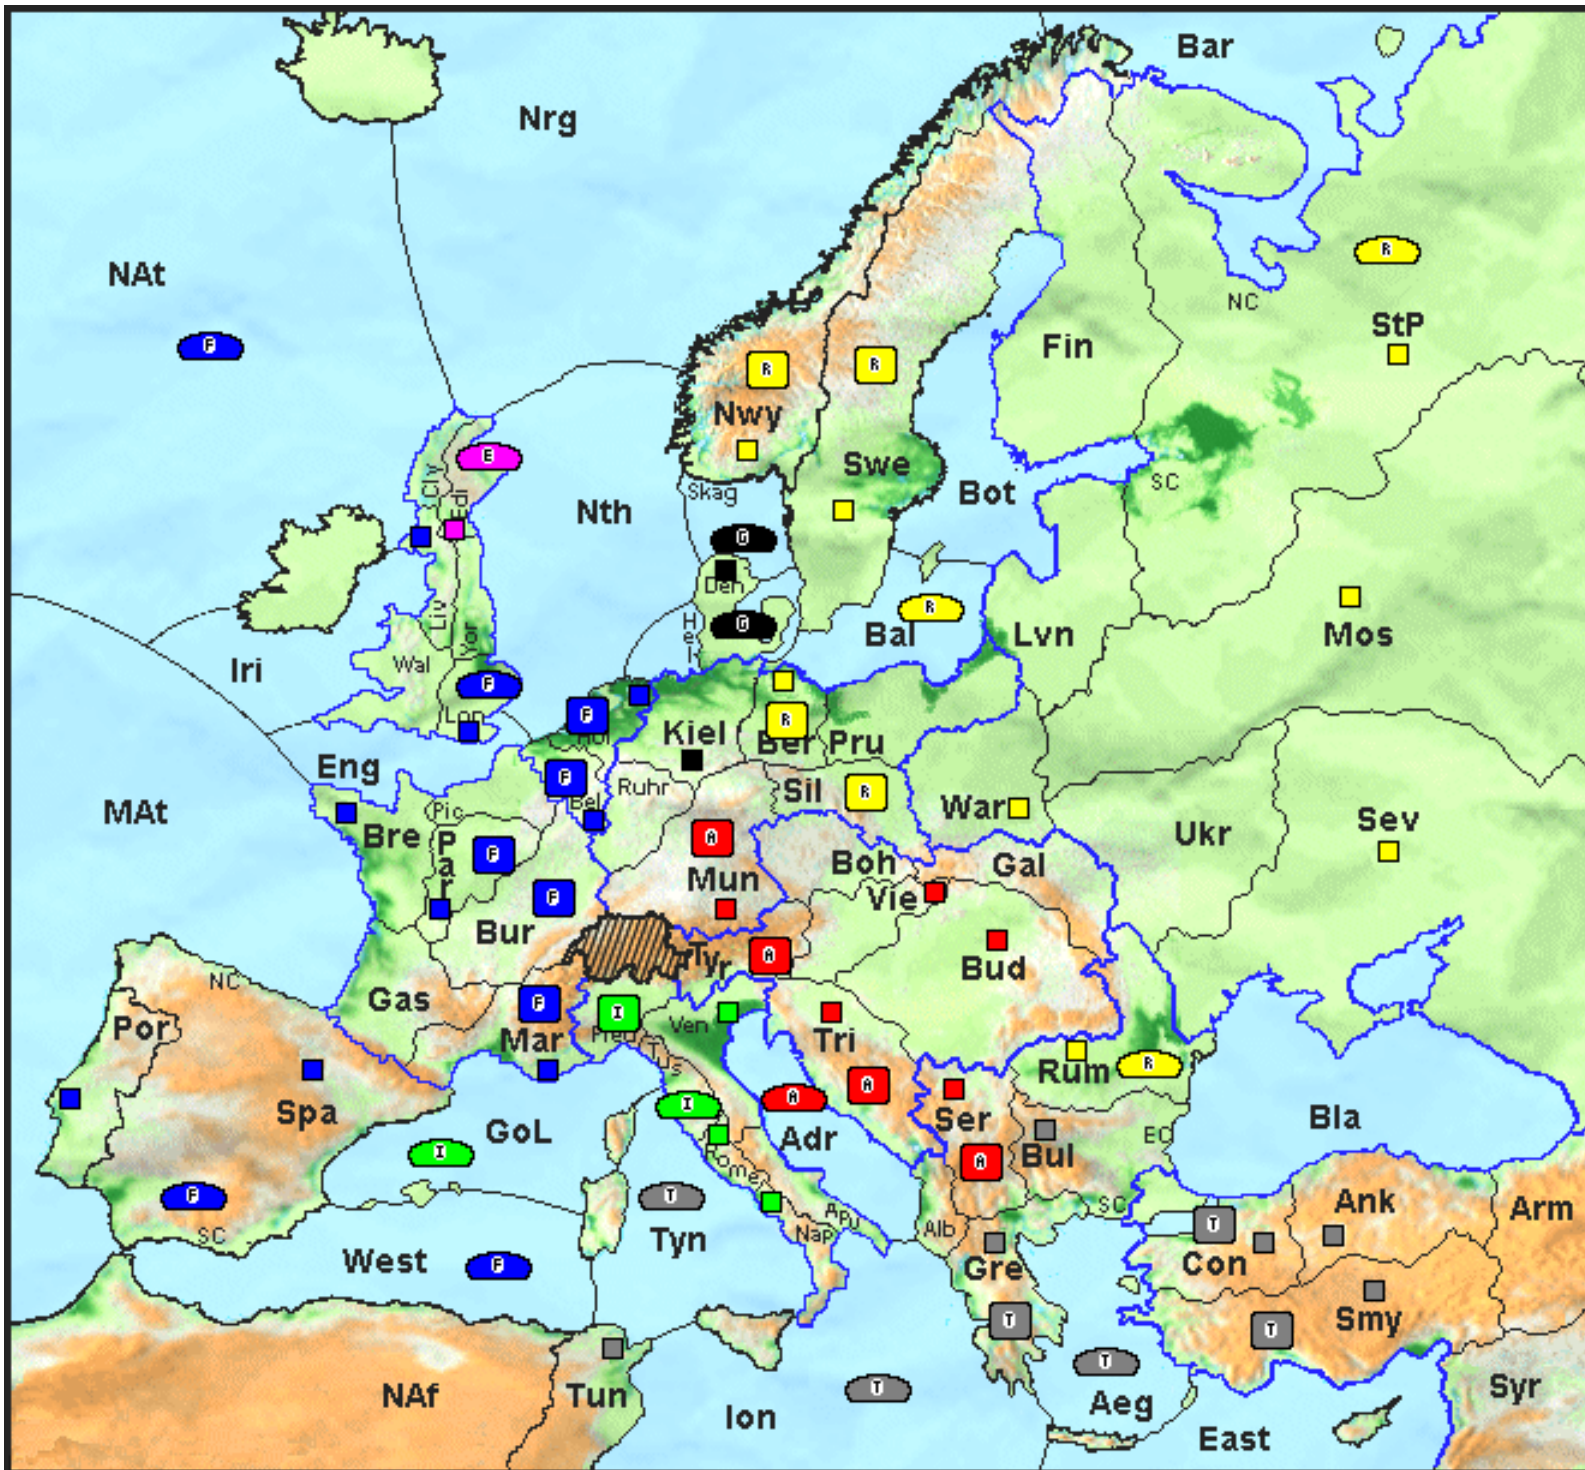 Bar
Nrg
NAt
R
NC
StP
F
Fin
R
R
Nwy
E
Swe
Cly
Edi
Skag
Bot
SC
Nth
G
Den
R
Bal
Lvn
Mos
G
Hel
Liv
Yor
Wal
Iri
F
Lon
F
Hol
Kiel
R
Ber
Pru
Eng
F
Bel
Ruhr
Sil
R
War
MAt
Pic
Bre
Par
F
A
Mun
Boh
Gal
Ukr
Sev
Vie
F
Bur
Tyr
A
Bud
NC
Gas
Por
F
Mar
I
Pied
Ven
Tus
Tri
Rum
R
Spa
GoL
I
A
Adr
A
Ser
Bul
EC
Bla
I
Rome
A
F
SC
T
Tyn
Apu
Nap
Alb
SC
Ank
Arm
West
F
Gre
T
Con
T
Smy
T
NAf
Tun
Ion
T
T
Aeg
East
Syr